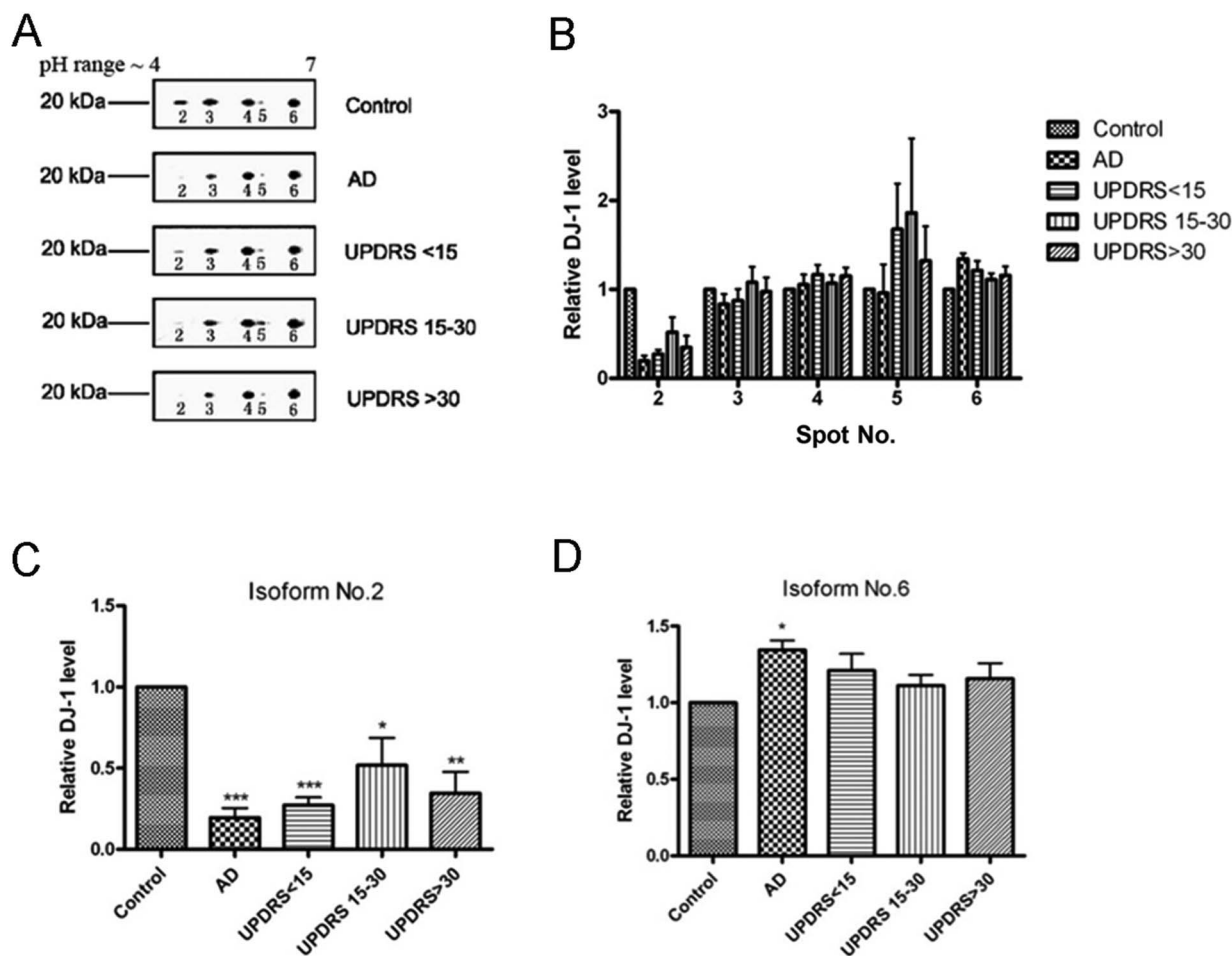 A
pH range ~ 4 7
20 kDa Control
2 3 4 5 6
20 kDa AD
2 3 4 5 6
20 kDa UPDRS <15
2 3 4 5 6
20 kDa UPDRS 15-30
2 3 4 5 6
20 kDa UPDRS >30
2 3 4 5 6
B
Relative DJ-1 level
3
2
1
0
2 3 4 5 6
Spot No.
Control
AD
UPDRS<15
UPDRS 15-30
UPDRS>30
C
Isoform No.2
Relative DJ-1 level
1.5
1.0
0.5
0.0
*** *** * **
Control AD UPDRS<15 UPDRS 15-30 UPDRS>30
D
Isoform No.6
Relative DJ-1 level
1.5
1.0
0.5
0.0
*
Control AD UPDRS<15 UPDRS 15-30 UPDRS>30